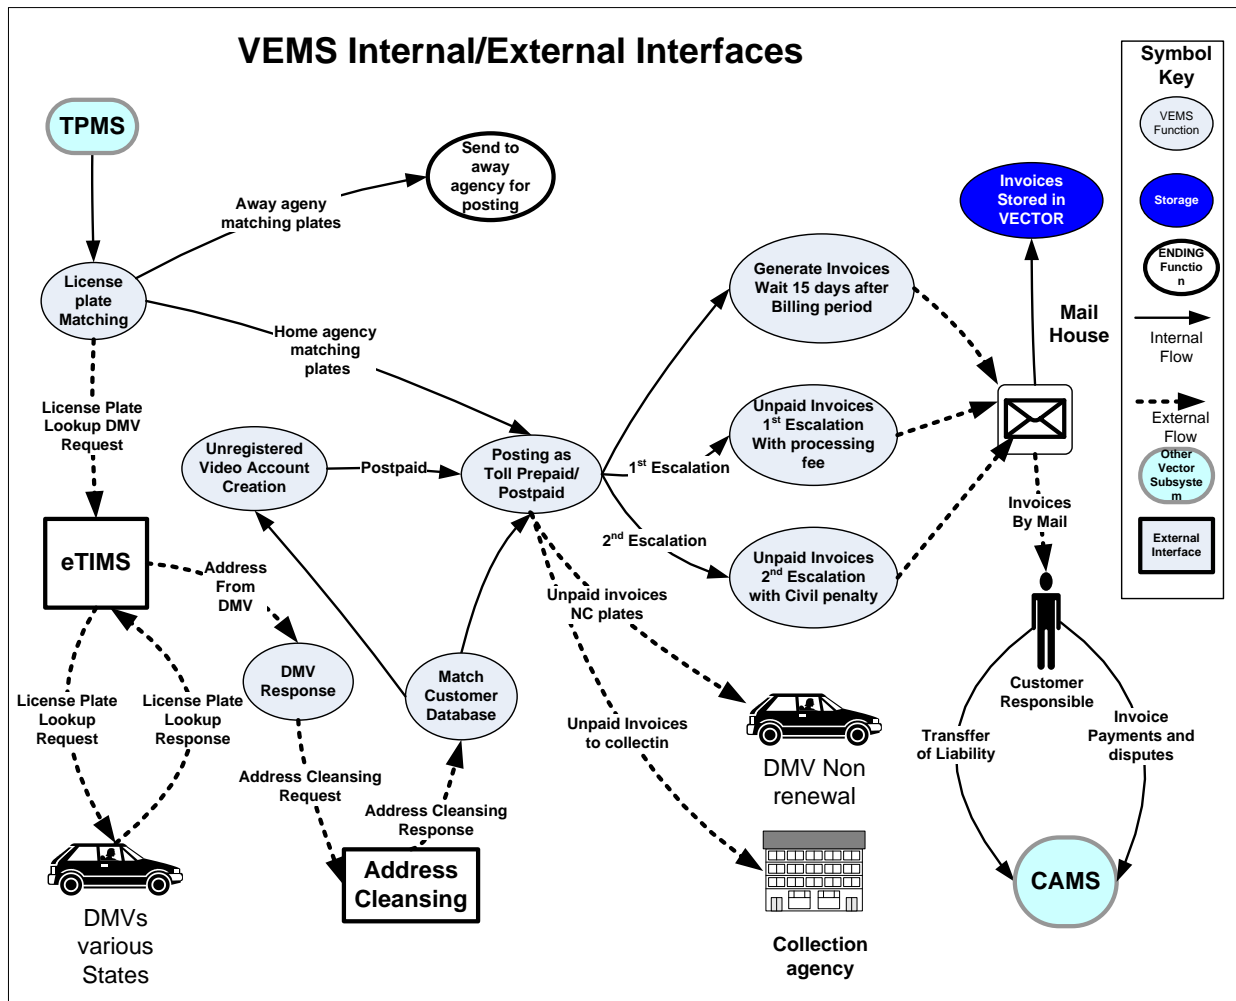 VEMS Internal/External Interfaces
TPMS
Send to
away
agency for
posting
Away ageny
matching plates
License
plate
Matching
Home agency
matching
plates
License Plate
Lookup DMV
Request
Unregistered
Video Account
Creation
Postpaid
Posting as
Toll Prepaid/
Postpaid
Generate Invoices
Wait 15 days after
Billing period
1st Escalation
Unpaid Invoices
1st Escalation
With processing
fee
2nd Escalation
Unpaid Invoices
2nd Escalation
with Civil penalty
Invoices
Stored in
VECTOR
Mail
House
Invoices
By Mail
eTIMS
Address
From
DMV
DMV
Response
Match
Customer
Database
License Plate
Lookup
Request
License Plate
Lookup
Response
Address Cleansing
Request
Address Cleansing
Response
Address
Cleansing
DMVs
various
States
Unpaid invoices
NC plates
Unpaid Invoices
to collectin
DMV Non
renewal
Collection
agency
Customer
Responsible
Transffer
of Liability
Invoice
Payments and
disputes
CAMS
Symbol
Key
VEMS
Function
Storage
ENDING
Functio
n
Internal
Flow
External
Flow
Other
Vector
Subsyste
m
External
Interface